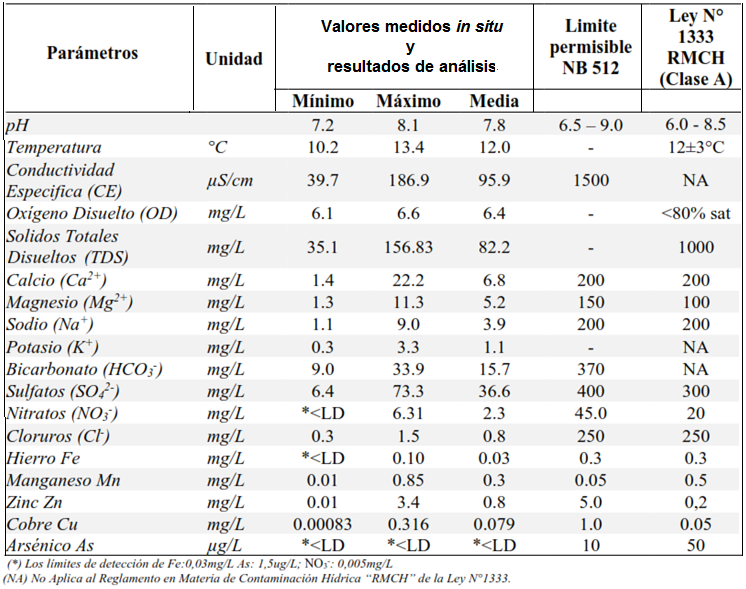 Parámetros Unidad Valores medidos in situ y resultados de análisis Limite permisible NB 512 Ley N° 1333 RMCH (Clase A)
Mínimo Máximo Media
pH 7.2 8.1 7.8 6.5 – 9.0 6.0 - 8.5
Temperatura °C 10.2 13.4 12.0 - 12±3°C
Conductividad Especifica (CE) µS/cm 39.7 186.9 95.9 1500 NA
Oxígeno Disuelto (OD) mg/L 6.1 6.6 6.4 - <80% sat
Solidos Totales Disueltos (TDS) mg/L 35.1 156.83 82.2 - 1000
Calcio (Ca²⁺) mg/L 1.4 22.2 6.8 200 200
Magnesio (Mg²⁺) mg/L 1.3 11.3 5.2 150 100
Sodio (Na⁺) mg/L 1.1 9.0 3.9 200 200
Potasio (K⁺) mg/L 0.3 3.3 1.1 - NA
Bicarbonato (HCO₃⁻) mg/L 9.0 33.9 15.7 370 NA
Sulfatos (SO₄²⁻) mg/L 6.4 73.3 36.6 400 300
Nitratos (NO₃⁻) mg/L *<LD 6.31 2.3 45.0 20
Cloruros (Cl⁻) mg/L 0.3 1.5 0.8 250 250
Hierro Fe mg/L *<LD 0.10 0.03 0.3 0.3
Manganeso Mn mg/L 0.01 0.85 0.3 0.05 0.5
Zinc Zn mg/L 0.01 3.4 0.8 5.0 0,2
Cobre Cu mg/L 0.00083 0.316 0.079 1.0 0.05
Arsénico As µg/L *<LD *<LD *<LD 10 50
(*) Los límites de detección de Fe:0,03mg/L As: 1,5ug/L; NO₃⁻: 0,005mg/L
(NA) No Aplica al Reglamento en Materia de Contaminación Hídrica “RMCH” de la Ley N°1333.